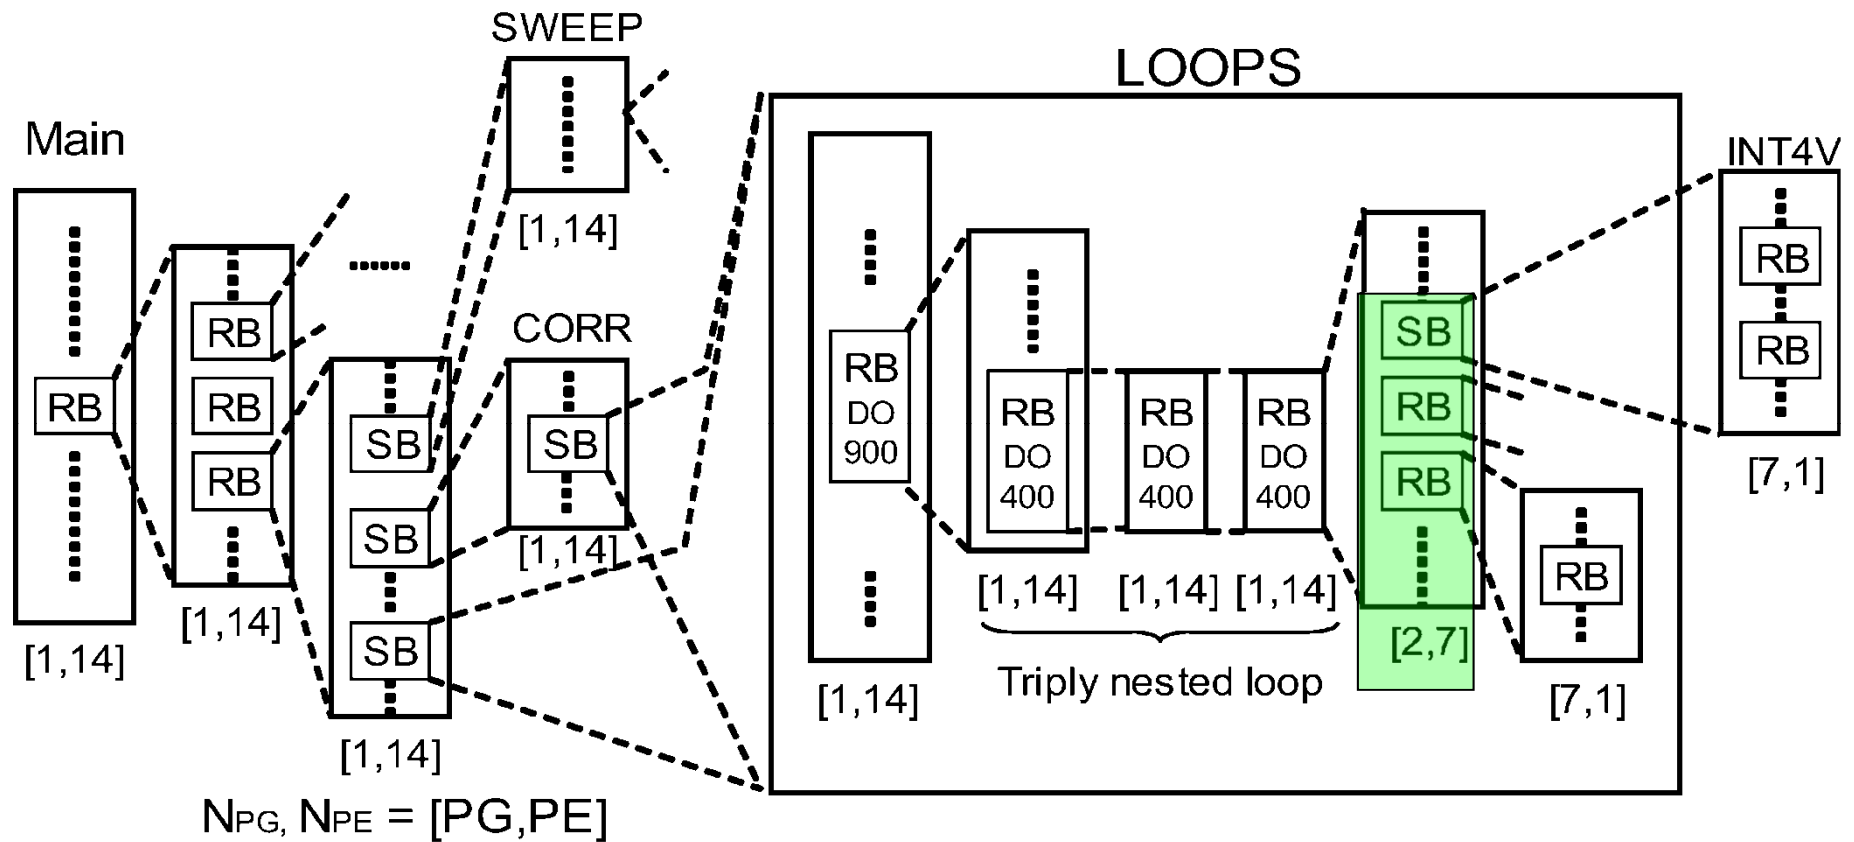 SWEEP
LOOPS
Main
INT4V
[1,14]
RB
RB
RB
RB
RB
CORR
SB
RB
DO
900
RB
DO
400
RB
DO
400
RB
DO
400
SB
RB
RB
RB
RB
SB
SB
SB
[7,1]
[1,14]
RB
[1,14]
[1,14]
[1,14]
[1,14]
[1,14]
[2,7]
Triply nested loop
[1,14]
[7,1]
[1,14]
NPG, NPE = [PG,PE]